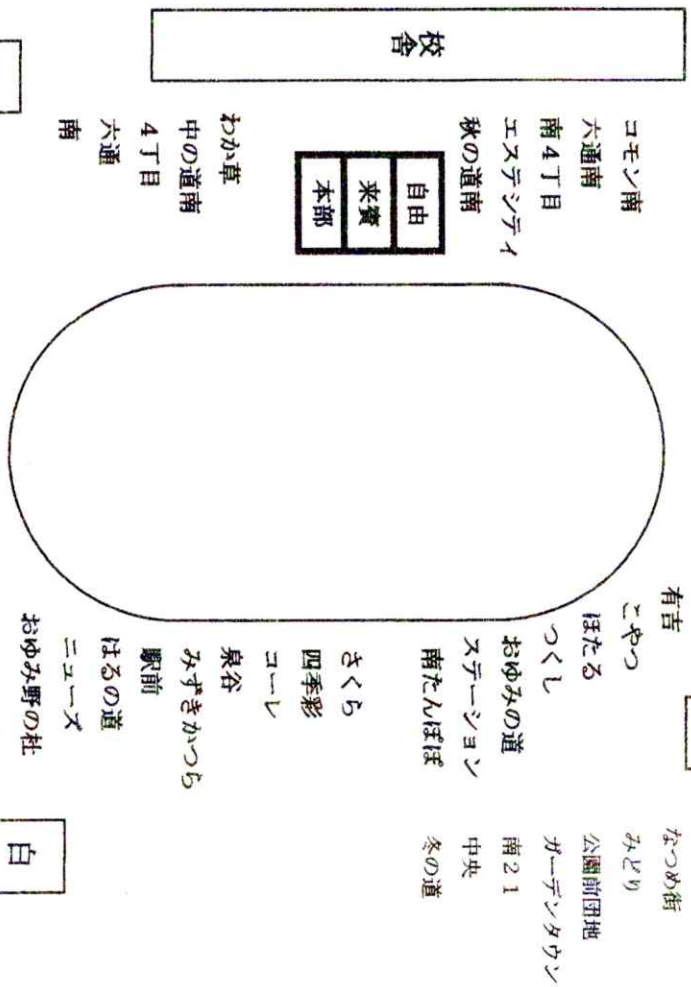 校舎
コモン南
六通南
南4丁目
エステシティ
秋の道南
自由
来賓
本部
わか草
中の道南
4丁目
六通
南
有吉
こやつ
ほたる
つくし
おゆみの道
ステーション
南たんぽぽ
さくら
四季彩
コーレ
泉谷
みずきかつら
駅前
はるの道
ニューズ
おゆみ野の杜
なつめ街
みどり
公園前団地
ガーデンタウン
南21
中央
冬の道
白